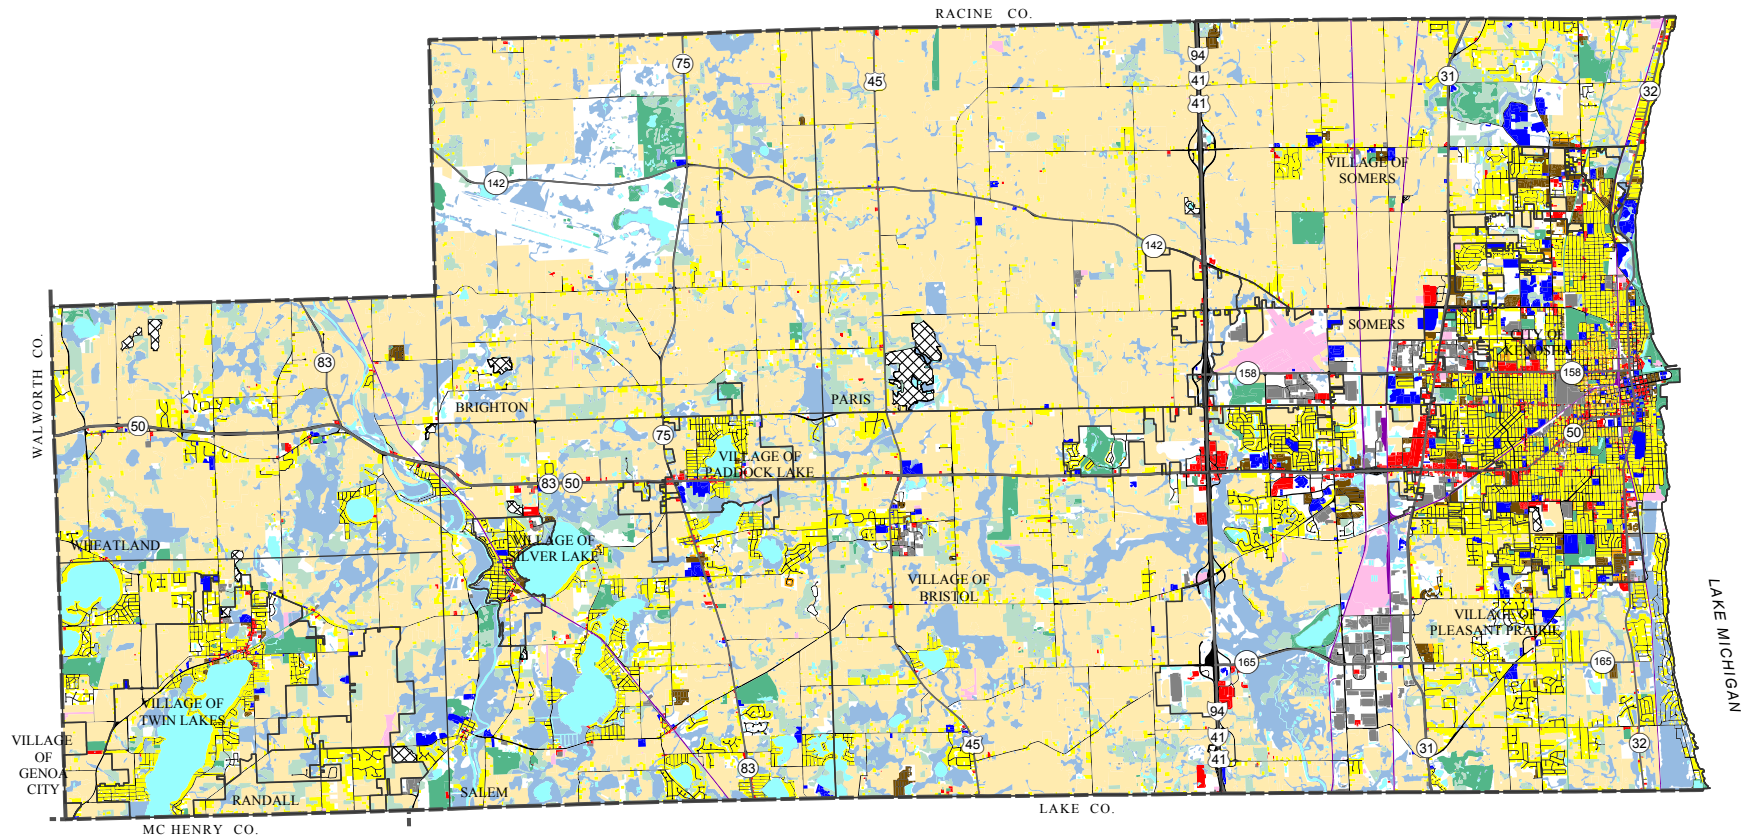 RACINE CO.
94
41
41
75
45
31
32
142
VILLAGE OF
SOMERS
142
WALWORTH CO.
83
SOMERS
CITY OF
KENOSHA
158
158
BRIGHTON
PARIS
50
75
50
VILLAGE OF
PADDOCK LAKE
83 50
WHEATLAND
VILLAGE OF
SILVER LAKE
VILLAGE OF
BRISTOL
VILLAGE OF
PLEASANT PRAIRIE
LAKE MICHIGAN
165
165
VILLAGE OF
TWIN LAKES
94
41
41
45
31
32
VILLAGE
OF
GENOA
CITY
83
RANDALL
SALEM
LAKE CO.
MC HENRY CO.